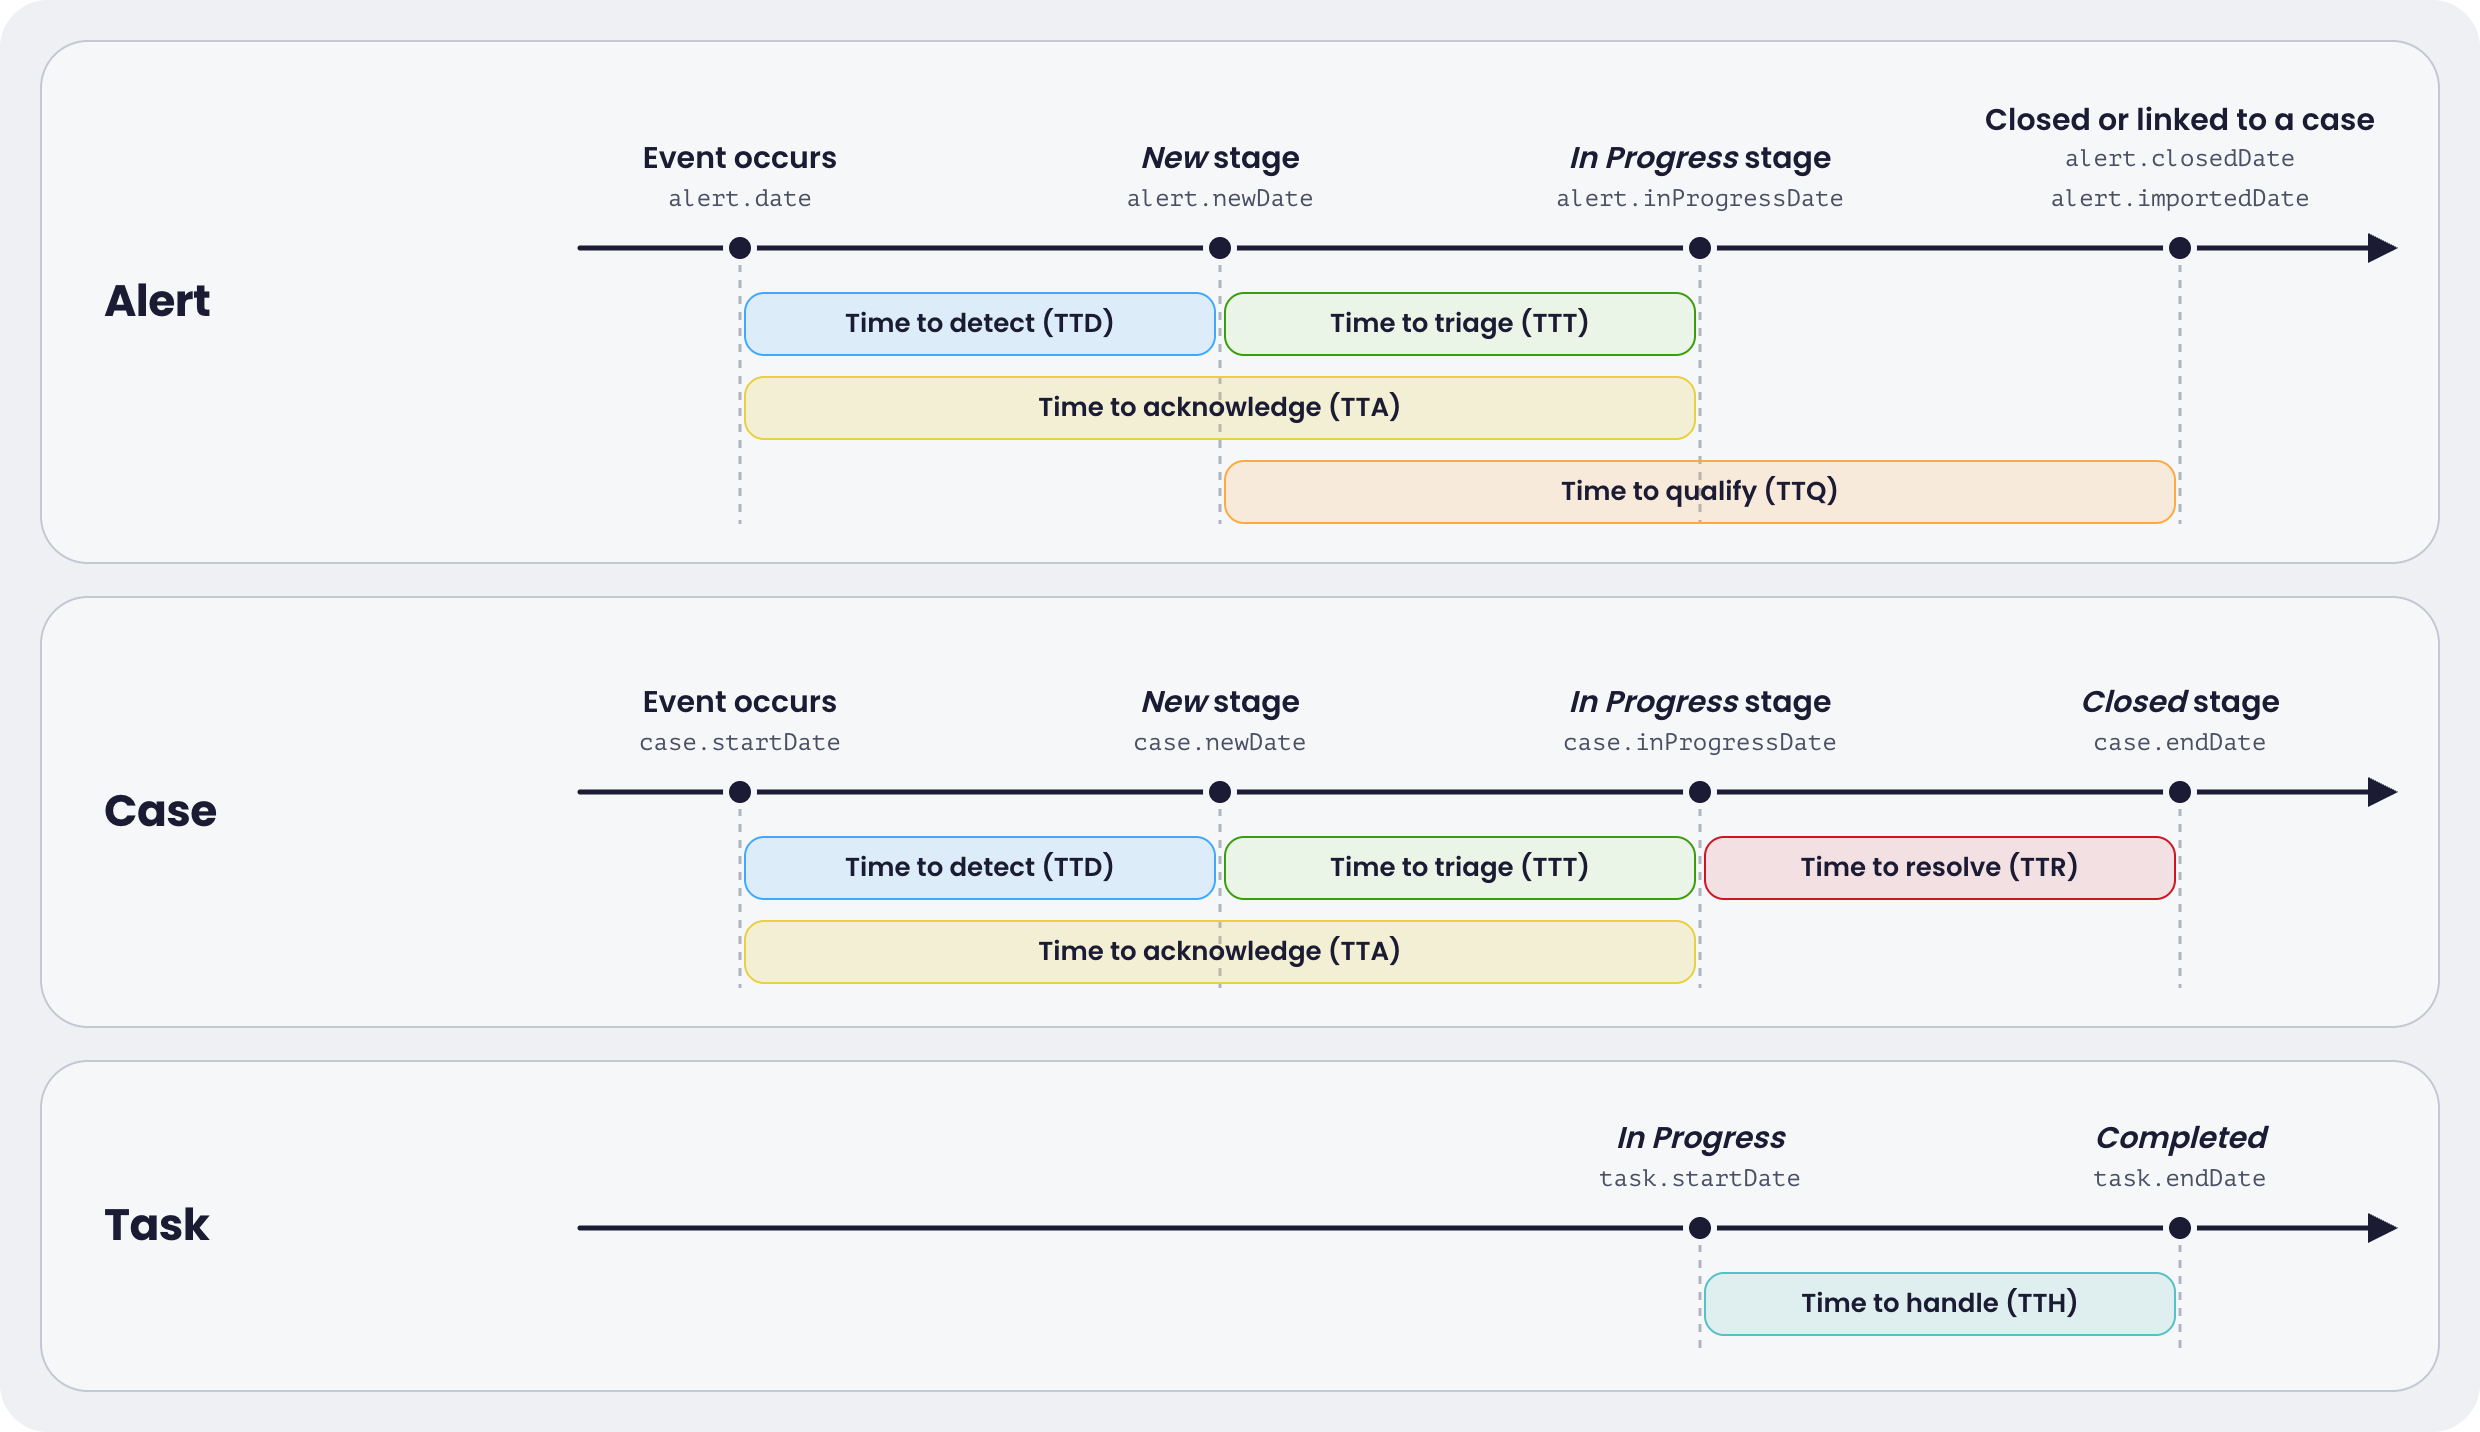 Alert
Event occurs
alert.date
New stage
alert.newDate
In Progress stage
alert.inProgressDate
Closed or linked to a case
alert.closedDate
alert.importedDate
Time to detect (TTD)
Time to triage (TTT)
Time to acknowledge (TTA)
Time to qualify (TTQ)
Case
Event occurs
case.startDate
New stage
case.newDate
In Progress stage
case.inProgressDate
Closed stage
case.endDate
Time to detect (TTD)
Time to triage (TTT)
Time to resolve (TTR)
Time to acknowledge (TTA)
Task
In Progress
task.startDate
Completed
task.endDate
Time to handle (TTH)